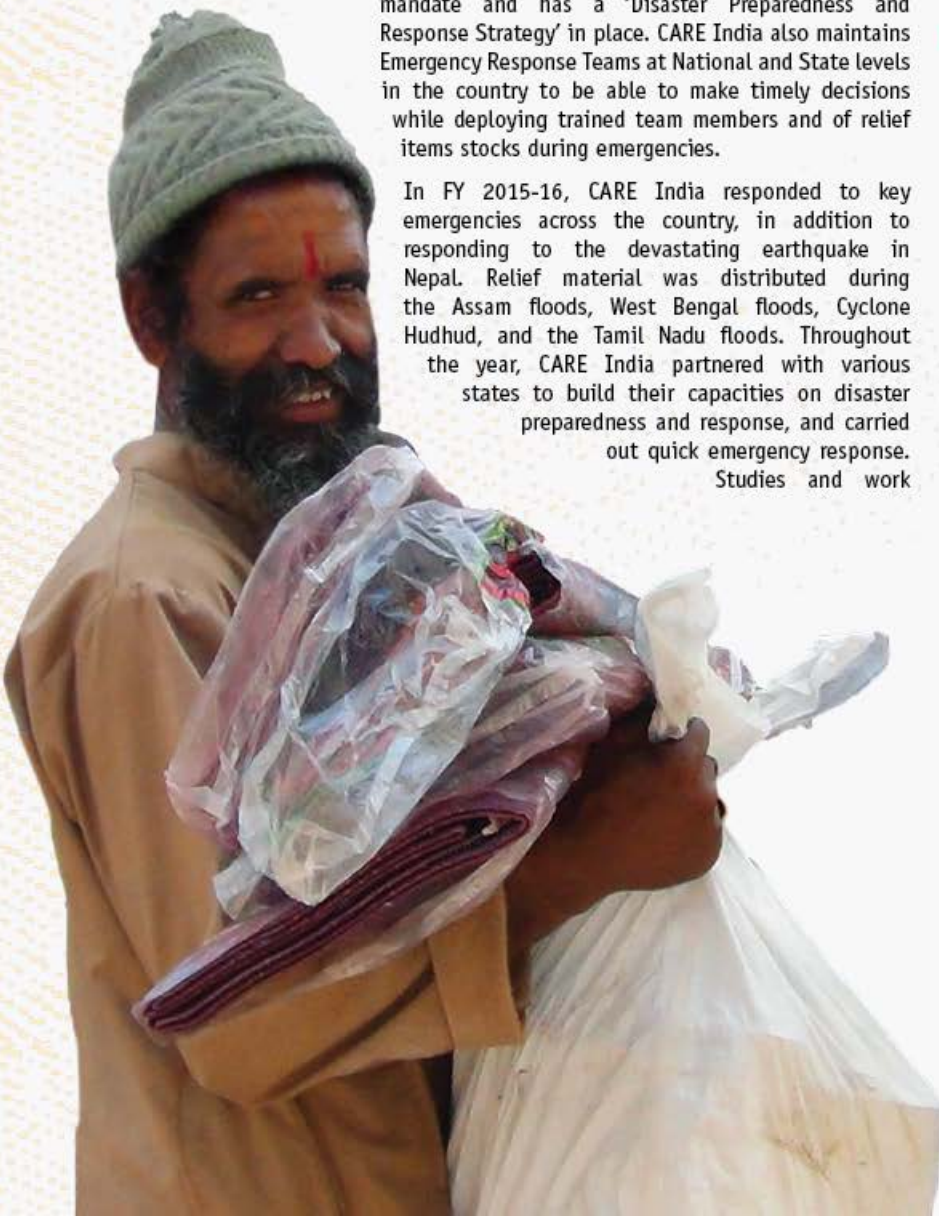 mandate and has a 'Disaster Preparedness and
Response Strategy' in place. CARE India also maintains
Emergency Response Teams at National and State levels
in the country to be able to make timely decisions
while deploying trained team members and of relief
items stocks during emergencies.
In FY 2015-16, CARE India responded to key
emergencies across the country, in addition to
responding to the devastating earthquake in
Nepal. Relief material was distributed during
the Assam floods, West Bengal floods, Cyclone
Hudhud, and the Tamil Nadu floods. Throughout
the year, CARE India partnered with various
states to build their capacities on disaster
preparedness and response, and carried
out quick emergency response.
Studies and work